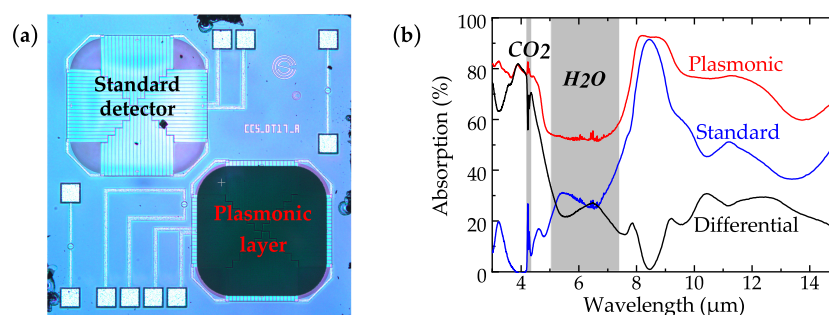 (a)
Standard
detector
CCS_DT17_A
Plasmonic
layer
(b)
Absorption (%)
100
80
60
40
20
0
CO2
H2O
Plasmonic
Standard
Differential
4
6
8
10
12
14
Wavelength (µm)